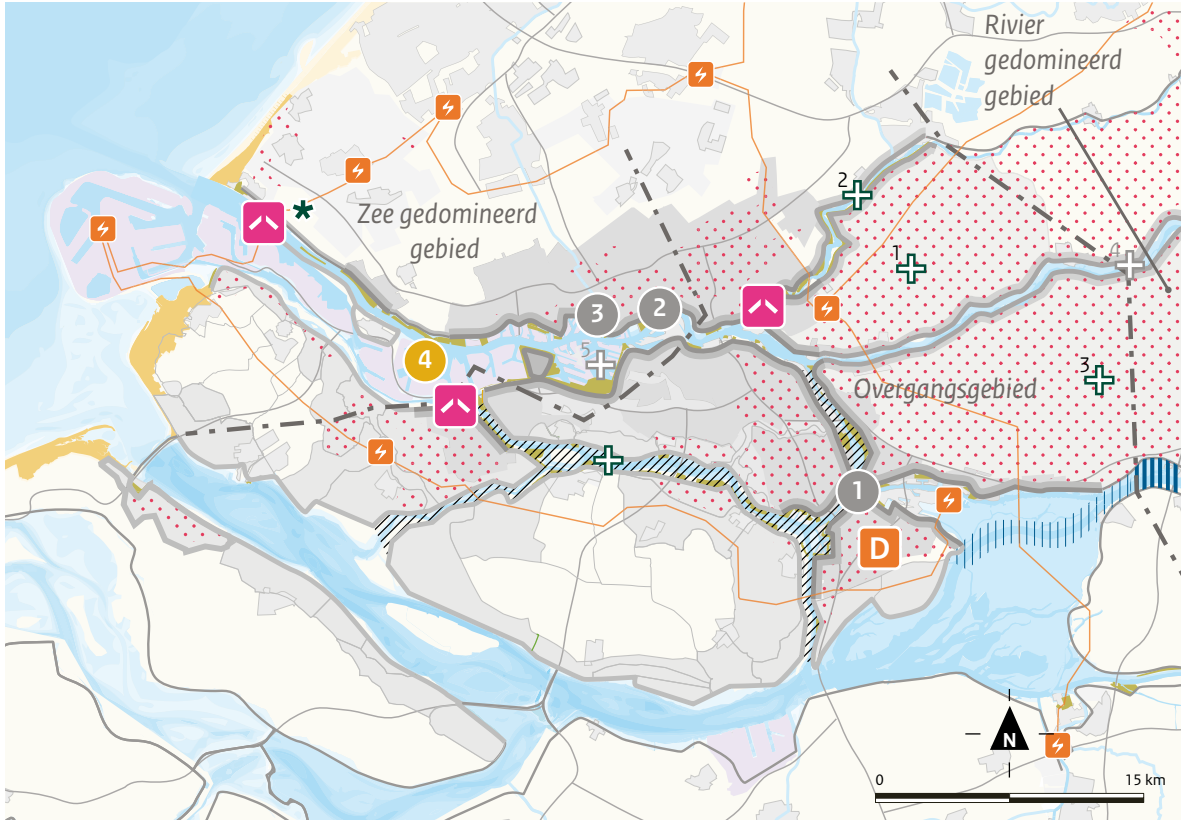 Rivier
gedomineerd
gebied
2
Zee gedomineerd
gebied
*
1
4
3
2
5
4
3
Overgangsgebied
1
D
N
0
15 km